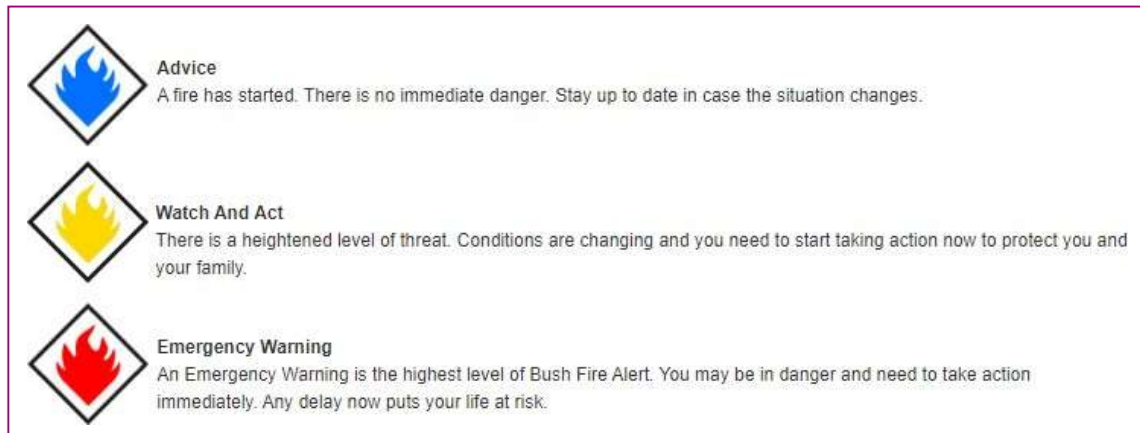 Advice
A fire has started. There is no immediate danger. Stay up to date in case the situation changes.
Watch And Act
There is a heightened level of threat. Conditions are changing and you need to start taking action now to protect you and
your family.
Emergency Warning
An Emergency Warning is the highest level of Bush Fire Alert. You may be in danger and need to take action
immediately. Any delay now puts your life at risk.